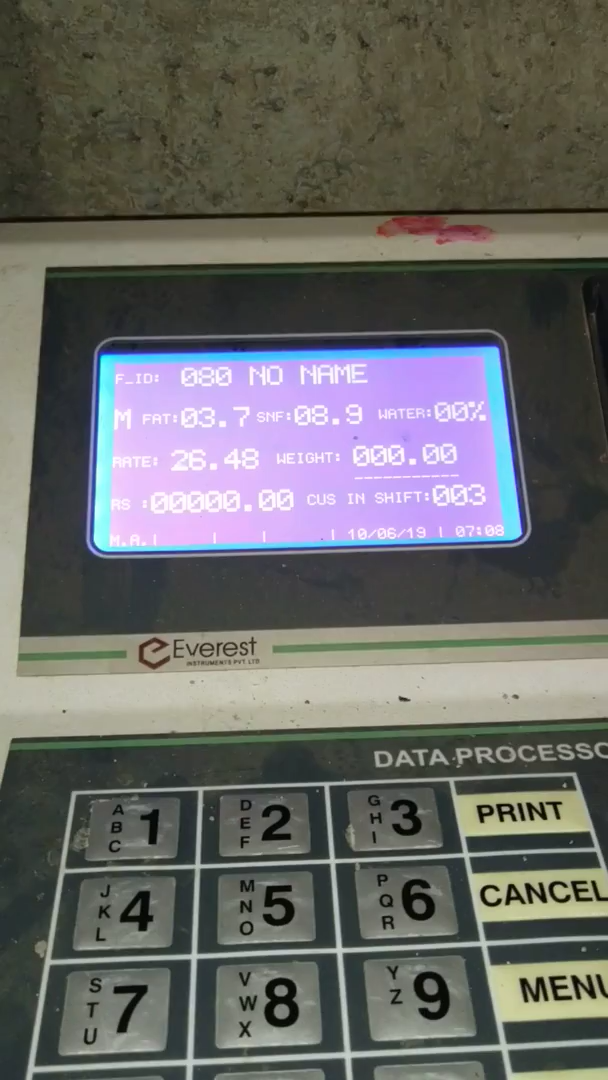 F_ID: 080 NO NAME
M FAT:03.7 SNF:08.9 WATER:00%
RATE: 26.48 WEIGHT: 000.00
RS :00000.00 CUS IN SHIFT:003
M.A.| | | | 10/06/19 | 07:08
Everest
INSTRUMENTS PVT. LTD.
DATA PROCESSO
ABC 1 DEF 2 GHI 3 PRINT
JKL 4 MNO 5 PQR 6 CANCEL
STU 7 VWX 8 YZ 9 MENU